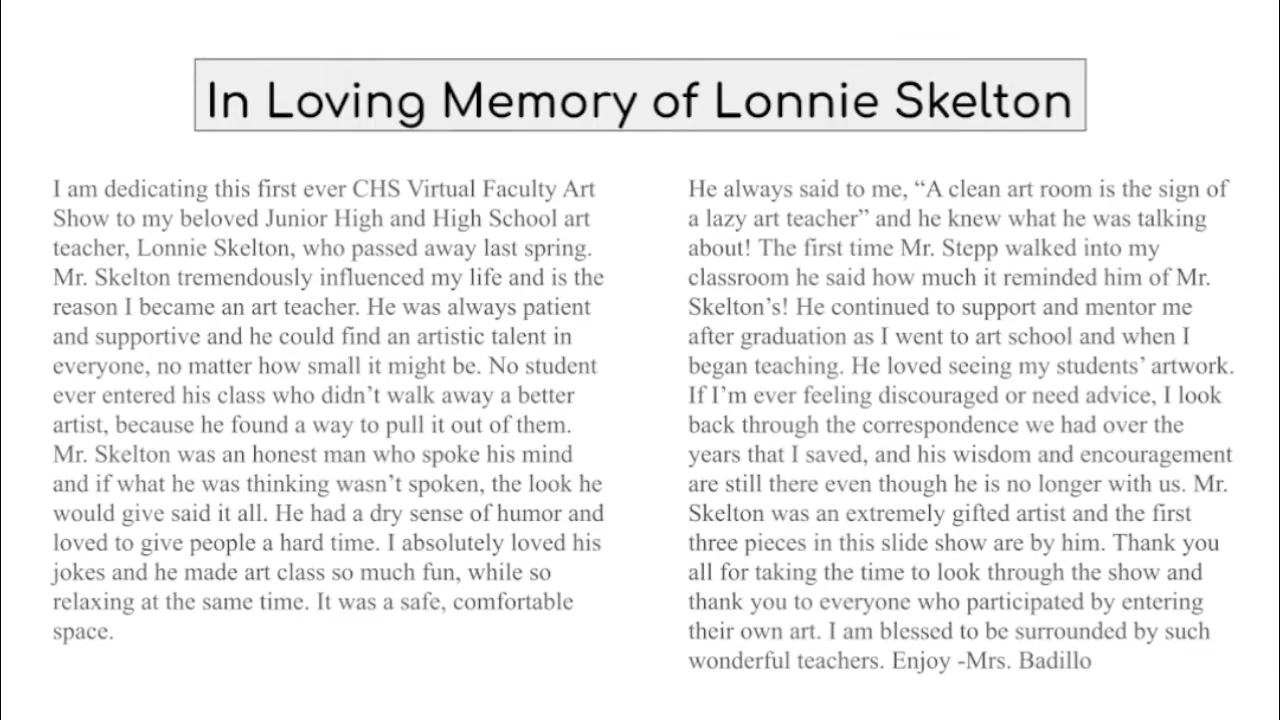 In Loving Memory of Lonnie Skelton
I am dedicating this first ever CHS Virtual Faculty Art
Show to my beloved Junior High and High School art
teacher, Lonnie Skelton, who passed away last spring.
Mr. Skelton tremendously influenced my life and is the
reason I became an art teacher. He was always patient
and supportive and he could find an artistic talent in
everyone, no matter how small it might be. No student
ever entered his class who didn’t walk away a better
artist, because he found a way to pull it out of them.
Mr. Skelton was an honest man who spoke his mind
and if what he was thinking wasn’t spoken, the look he
would give said it all. He had a dry sense of humor and
loved to give people a hard time. I absolutely loved his
jokes and he made art class so much fun, while so
relaxing at the same time. It was a safe, comfortable
space.
He always said to me, “A clean art room is the sign of
a lazy art teacher” and he knew what he was talking
about! The first time Mr. Stepp walked into my
classroom he said how much it reminded him of Mr.
Skelton’s! He continued to support and mentor me
after graduation as I went to art school and when I
began teaching. He loved seeing my students’ artwork.
If I’m ever feeling discouraged or need advice, I look
back through the correspondence we had over the
years that I saved, and his wisdom and encouragement
are still there even though he is no longer with us. Mr.
Skelton was an extremely gifted artist and the first
three pieces in this slide show are by him. Thank you
all for taking the time to look through the show and
thank you to everyone who participated by entering
their own art. I am blessed to be surrounded by such
wonderful teachers. Enjoy -Mrs. Badillo